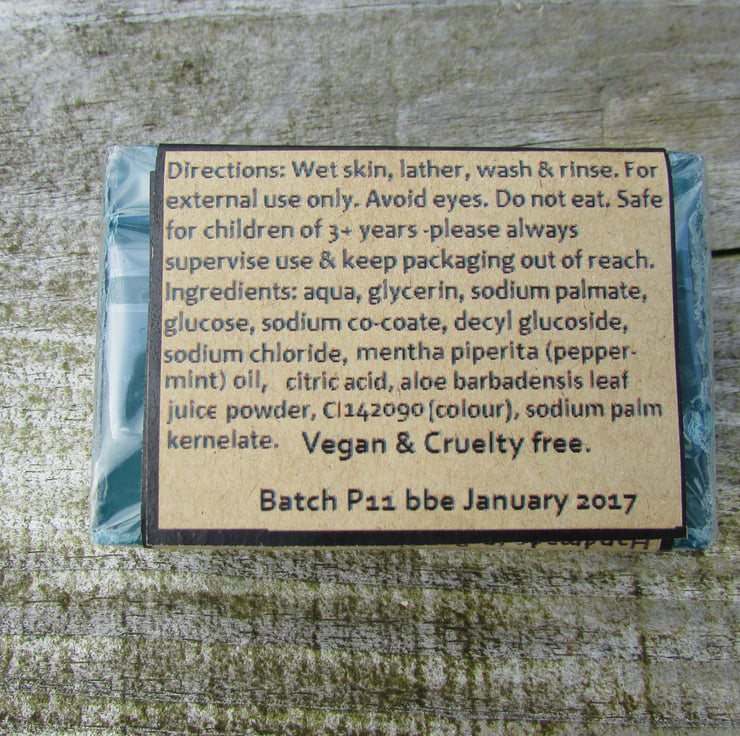 Directions: Wet skin, lather, wash & rinse. For
external use only. Avoid eyes. Do not eat. Safe
for children of 3+ years -please always
supervise use & keep packaging out of reach.
Ingredients: aqua, glycerin, sodium palmate,
glucose, sodium co-coate, decyl glucoside,
sodium chloride, mentha piperita (pepper-
mint) oil, citric acid, aloe barbadensis leaf
juice powder, CI142090(colour), sodium palm
kernelate. Vegan & Cruelty free.
Batch P11 bbe January 2017